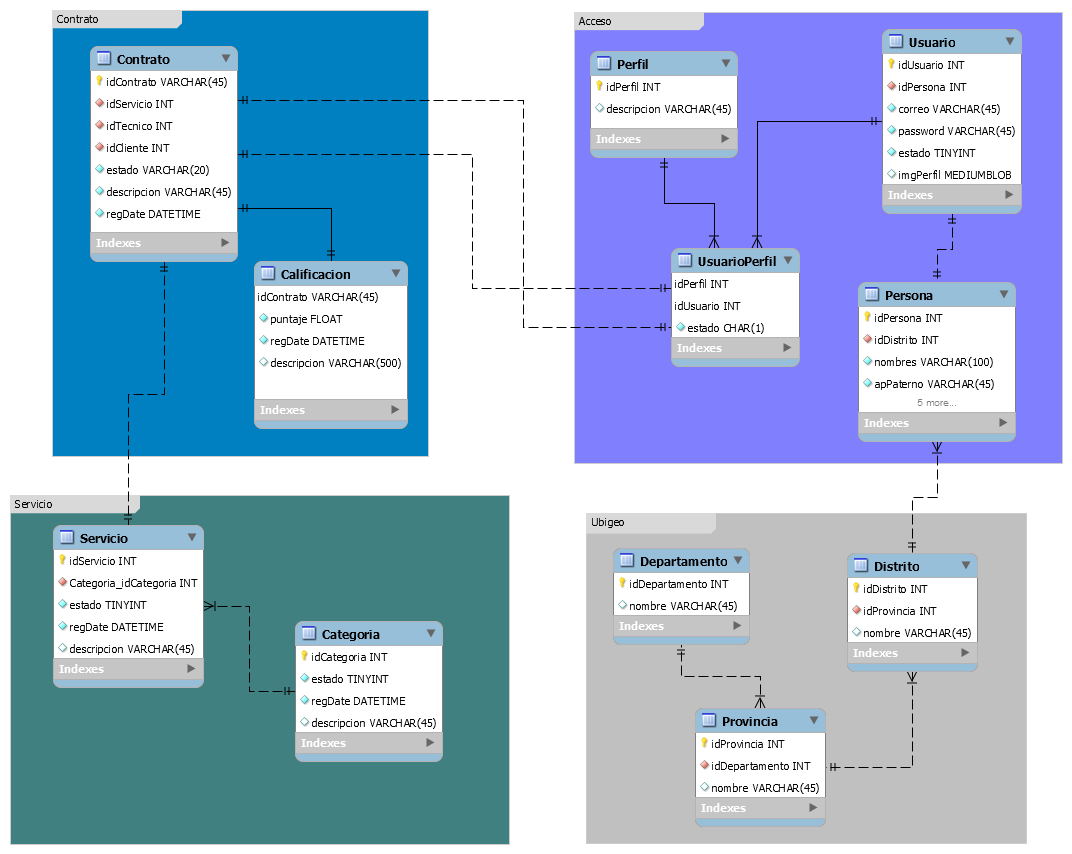 Contrato
Contrato
idContrato VARCHAR(45)
idServicio INT
idTecnico INT
idCliente INT
estado VARCHAR(20)
descripcion VARCHAR(45)
regDate DATETIME
Indexes
Calificacion
idContrato VARCHAR(45)
puntaje FLOAT
regDate DATETIME
descripcion VARCHAR(500)
Indexes
Acceso
Perfil
idPerfil INT
descripcion VARCHAR(45)
Indexes
Usuario
idUsuario INT
idPersona INT
correo VARCHAR(45)
password VARCHAR(45)
estado TINYINT
imgPerfil MEDIUMBLOB
Indexes
UsuarioPerfil
idPerfil INT
idUsuario INT
estado CHAR(1)
Indexes
Persona
idPersona INT
idDistrito INT
nombres VARCHAR(100)
apPaterno VARCHAR(45)
5 more...
Indexes
Servicio
Servicio
idServicio INT
Categoria_idCategoria INT
estado TINYINT
regDate DATETIME
descripcion VARCHAR(45)
Indexes
Categoria
idCategoria INT
estado TINYINT
regDate DATETIME
descripcion VARCHAR(45)
Indexes
Ubigeo
Departamento
idDepartamento INT
nombre VARCHAR(45)
Indexes
Distrito
idDistrito INT
idProvincia INT
nombre VARCHAR(45)
Indexes
Provincia
idProvincia INT
idDepartamento INT
nombre VARCHAR(45)
Indexes